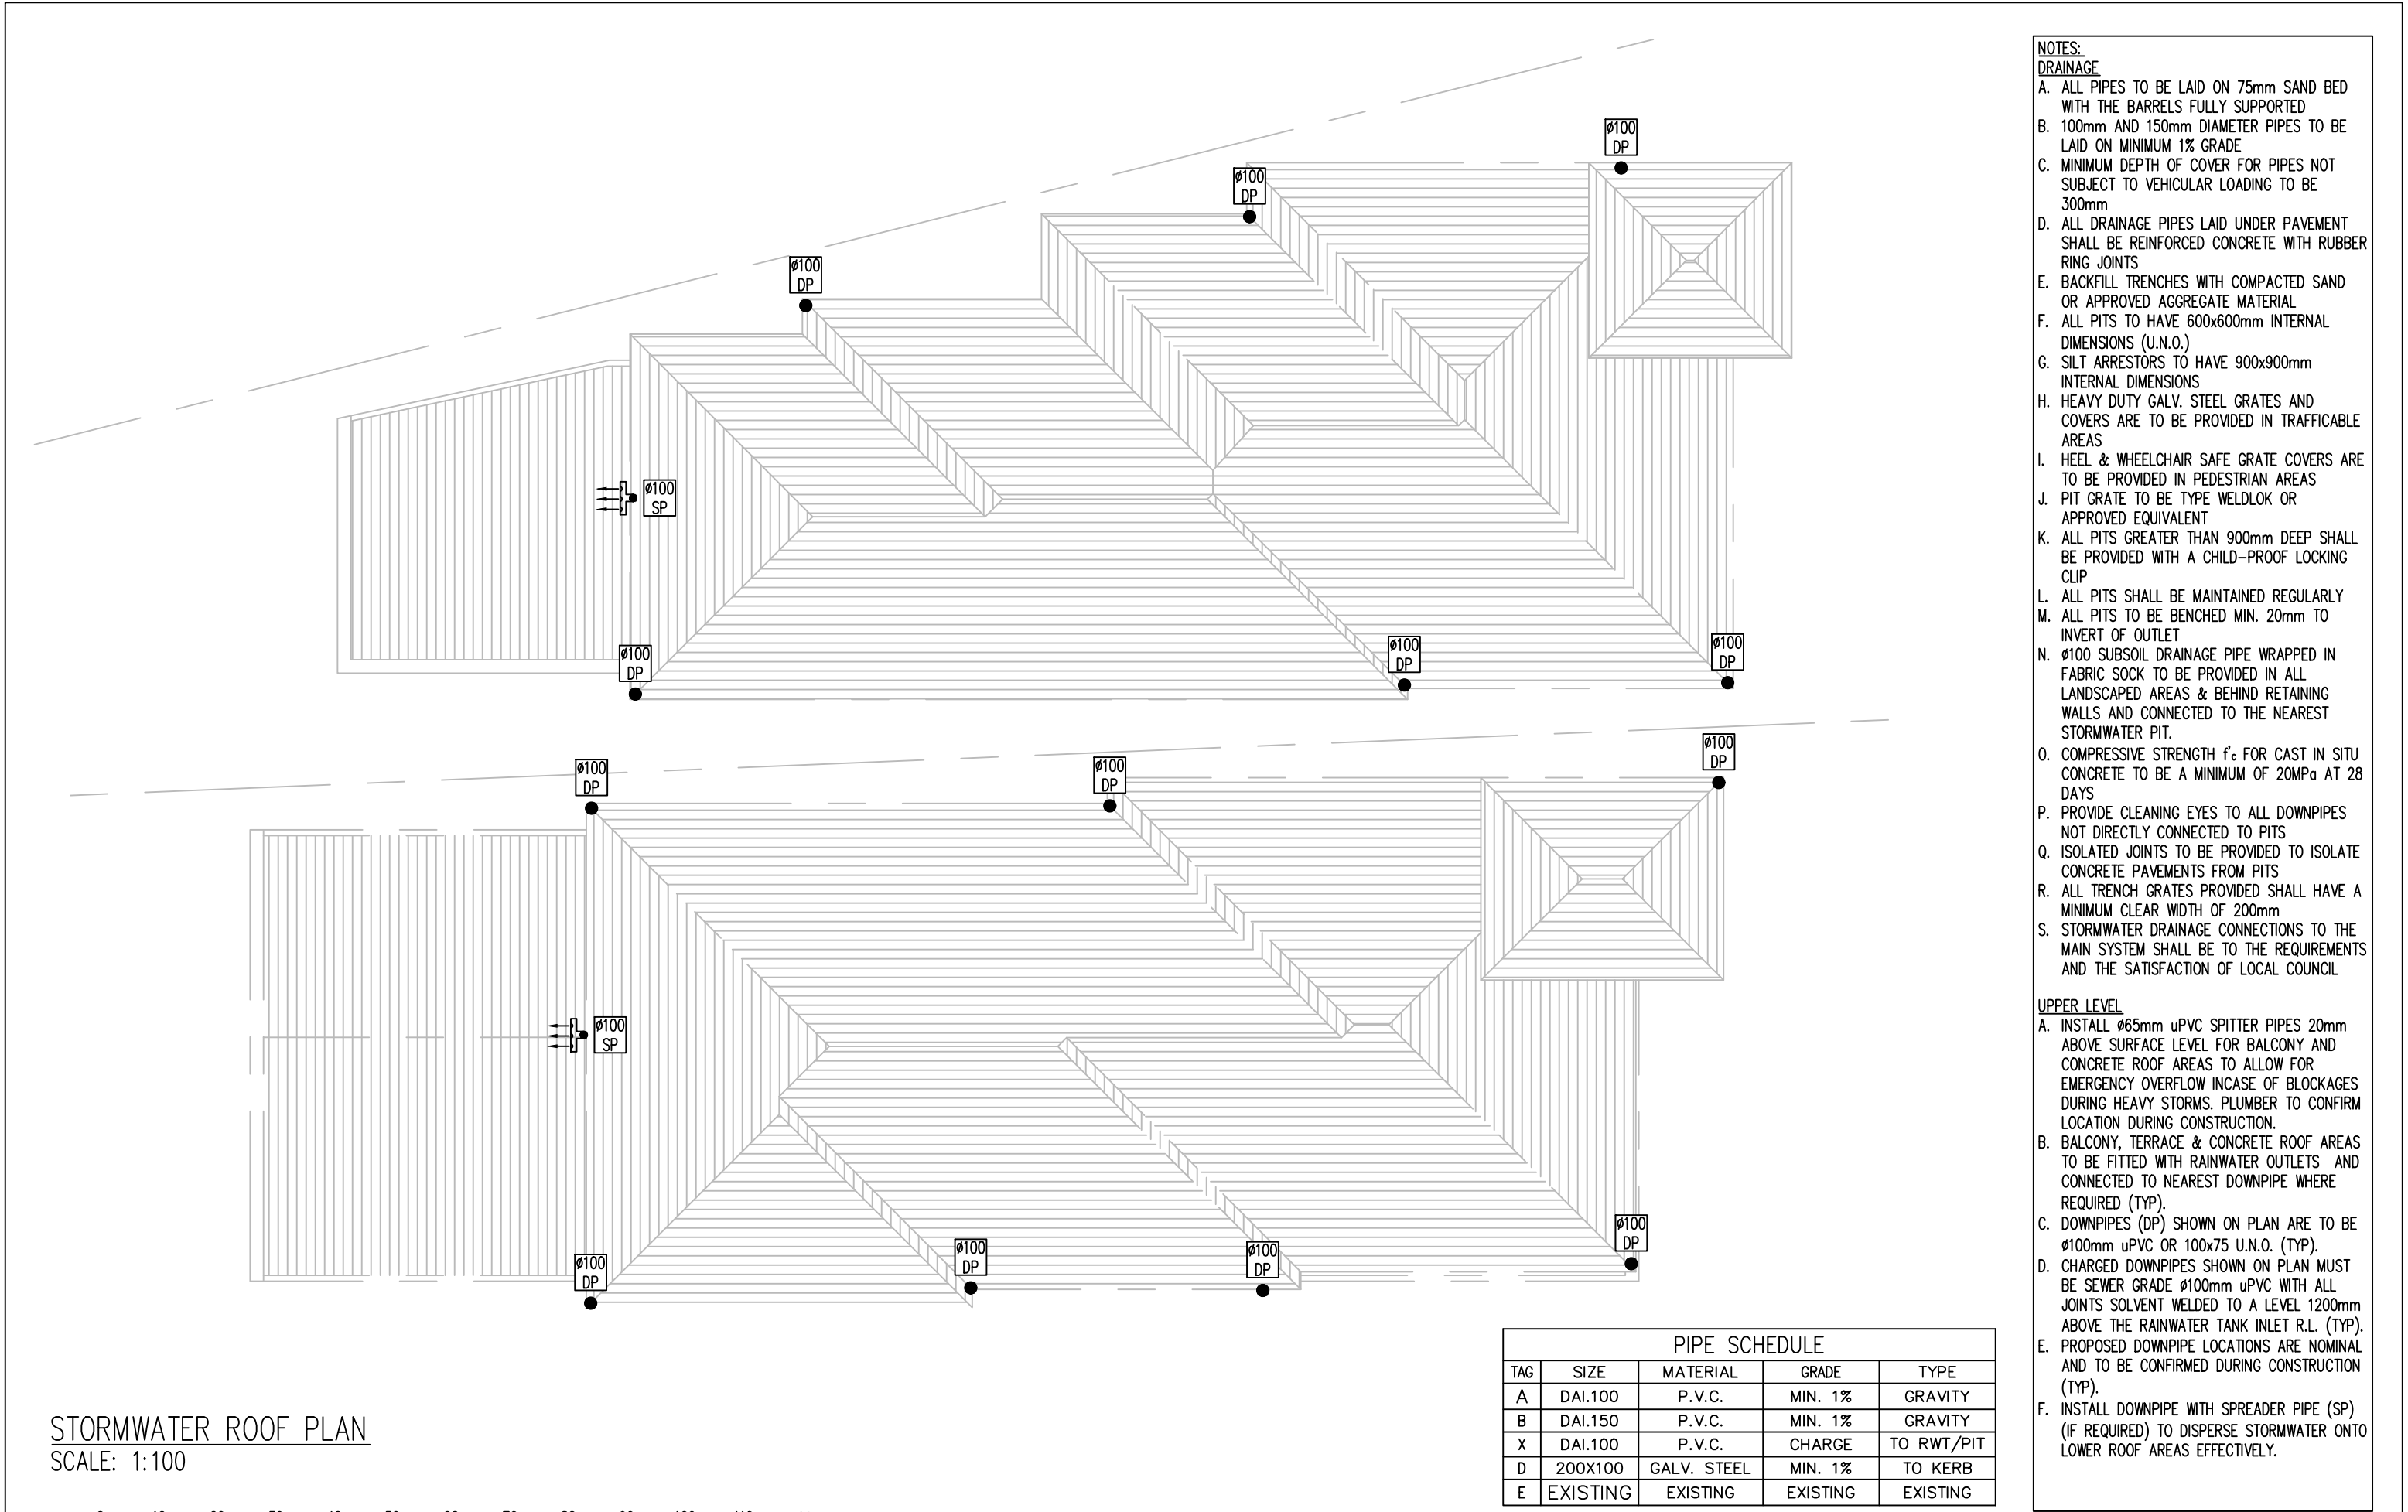 Ø100
DP
Ø100
DP
Ø100
DP
Ø100
SP
Ø100
DP
Ø100
DP
Ø100
DP
Ø100
DP
Ø100
DP
Ø100
DP
Ø100
SP
Ø100
DP
Ø100
DP
Ø100
DP
Ø100
DP
STORMWATER ROOF PLAN
SCALE: 1:100
PIPE SCHEDULE
TAG SIZE MATERIAL GRADE TYPE
A DAI.100 P.V.C. MIN. 1% GRAVITY
B DAI.150 P.V.C. MIN. 1% GRAVITY
X DAI.100 P.V.C. CHARGE TO RWT/PIT
D 200X100 GALV. STEEL MIN. 1% TO KERB
E EXISTING EXISTING EXISTING EXISTING
NOTES:
DRAINAGE
A. ALL PIPES TO BE LAID ON 75mm SAND BED
WITH THE BARRELS FULLY SUPPORTED
B. 100mm AND 150mm DIAMETER PIPES TO BE
LAID ON MINIMUM 1% GRADE
C. MINIMUM DEPTH OF COVER FOR PIPES NOT
SUBJECT TO VEHICULAR LOADING TO BE
300mm
D. ALL DRAINAGE PIPES LAID UNDER PAVEMENT
SHALL BE REINFORCED CONCRETE WITH RUBBER
RING JOINTS
E. BACKFILL TRENCHES WITH COMPACTED SAND
OR APPROVED AGGREGATE MATERIAL
F. ALL PITS TO HAVE 600x600mm INTERNAL
DIMENSIONS (U.N.O.)
G. SILT ARRESTORS TO HAVE 900x900mm
INTERNAL DIMENSIONS
H. HEAVY DUTY GALV. STEEL GRATES AND
COVERS ARE TO BE PROVIDED IN TRAFFICABLE
AREAS
I. HEEL & WHEELCHAIR SAFE GRATE COVERS ARE
TO BE PROVIDED IN PEDESTRIAN AREAS
J. PIT GRATE TO BE TYPE WELDLOK OR
APPROVED EQUIVALENT
K. ALL PITS GREATER THAN 900mm DEEP SHALL
BE PROVIDED WITH A CHILD-PROOF LOCKING
CLIP
L. ALL PITS SHALL BE MAINTAINED REGULARLY
M. ALL PITS TO BE BENCHED MIN. 20mm TO
INVERT OF OUTLET
N. Ø100 SUBSOIL DRAINAGE PIPE WRAPPED IN
FABRIC SOCK TO BE PROVIDED IN ALL
LANDSCAPED AREAS & BEHIND RETAINING
WALLS AND CONNECTED TO THE NEAREST
STORMWATER PIT.
O. COMPRESSIVE STRENGTH f'c FOR CAST IN SITU
CONCRETE TO BE A MINIMUM OF 20MPa AT 28
DAYS
P. PROVIDE CLEANING EYES TO ALL DOWNPIPES
NOT DIRECTLY CONNECTED TO PITS
Q. ISOLATED JOINTS TO BE PROVIDED TO ISOLATE
CONCRETE PAVEMENTS FROM PITS
R. ALL TRENCH GRATES PROVIDED SHALL HAVE A
MINIMUM CLEAR WIDTH OF 200mm
S. STORMWATER DRAINAGE CONNECTIONS TO THE
MAIN SYSTEM SHALL BE TO THE REQUIREMENTS
AND THE SATISFACTION OF LOCAL COUNCIL
UPPER LEVEL
A. INSTALL Ø65mm uPVC SPITTER PIPES 20mm
ABOVE SURFACE LEVEL FOR BALCONY AND
CONCRETE ROOF AREAS TO ALLOW FOR
EMERGENCY OVERFLOW INCASE OF BLOCKAGES
DURING HEAVY STORMS. PLUMBER TO CONFIRM
LOCATION DURING CONSTRUCTION.
B. BALCONY, TERRACE & CONCRETE ROOF AREAS
TO BE FITTED WITH RAINWATER OUTLETS AND
CONNECTED TO NEAREST DOWNPIPE WHERE
REQUIRED (TYP).
C. DOWNPIPES (DP) SHOWN ON PLAN ARE TO BE
Ø100mm uPVC OR 100x75 U.N.O. (TYP).
D. CHARGED DOWNPIPES SHOWN ON PLAN MUST
BE SEWER GRADE Ø100mm uPVC WITH ALL
JOINTS SOLVENT WELDED TO A LEVEL 1200mm
ABOVE THE RAINWATER TANK INLET R.L. (TYP).
E. PROPOSED DOWNPIPE LOCATIONS ARE NOMINAL
AND TO BE CONFIRMED DURING CONSTRUCTION
(TYP).
F. INSTALL DOWNPIPE WITH SPREADER PIPE (SP)
(IF REQUIRED) TO DISPERSE STORMWATER ONTO
LOWER ROOF AREAS EFFECTIVELY.